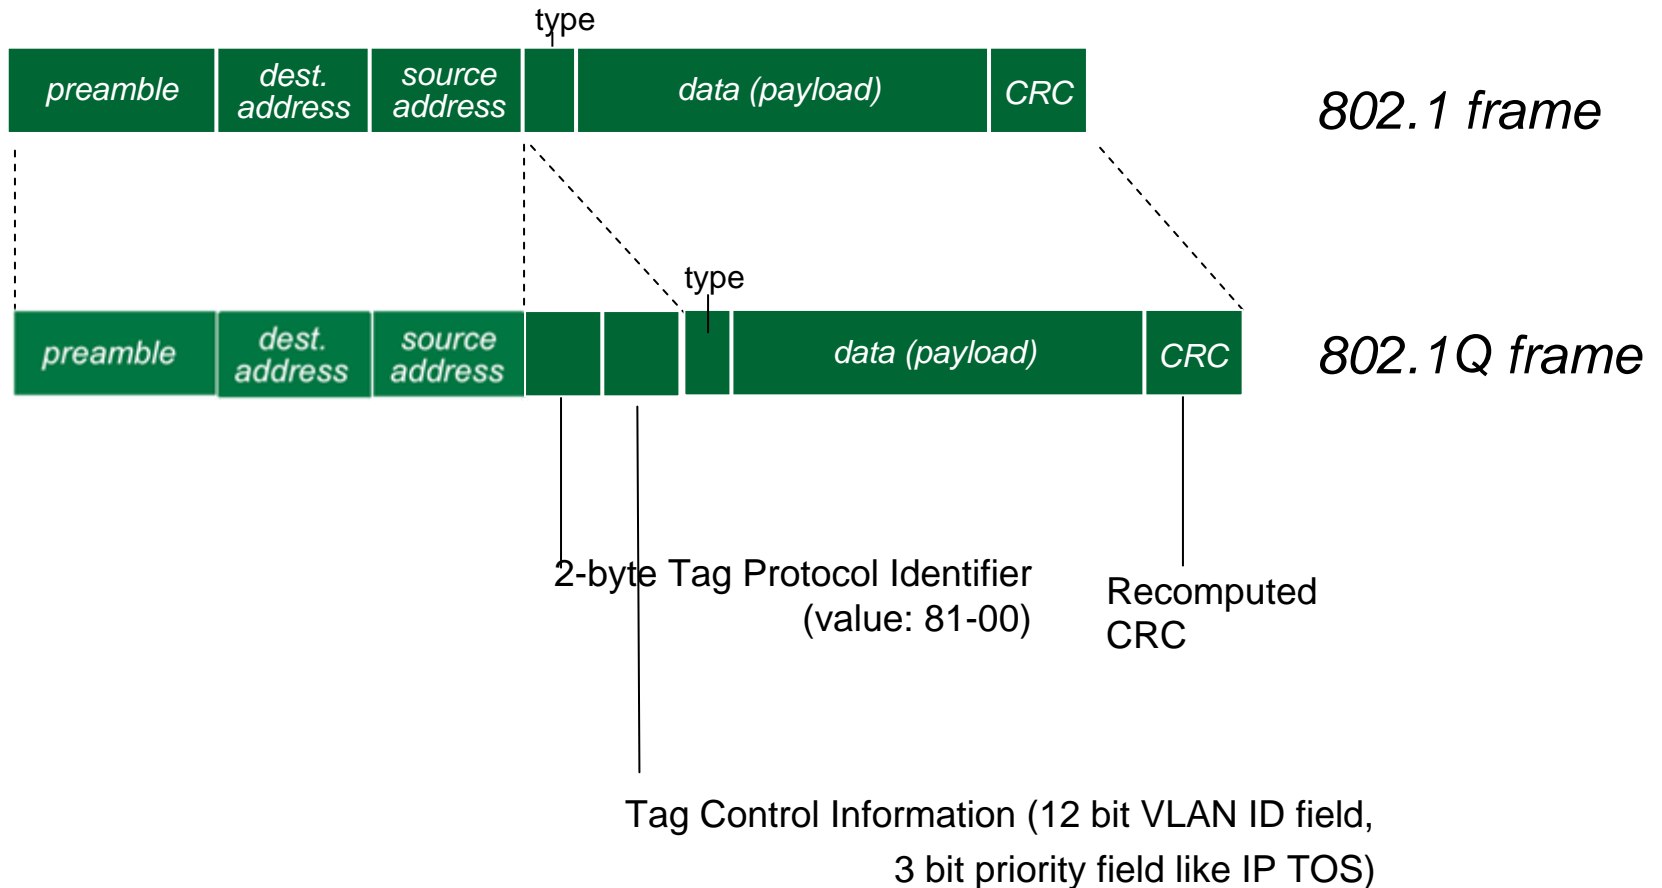 type
preamble
dest.
address
source
address
data (payload)
CRC
802.1 frame
type
preamble
dest.
address
source
address
data (payload)
CRC
802.1Q frame
2-byte Tag Protocol Identifier
(value: 81-00)
Recomputed
CRC
Tag Control Information (12 bit VLAN ID field,
3 bit priority field like IP TOS)